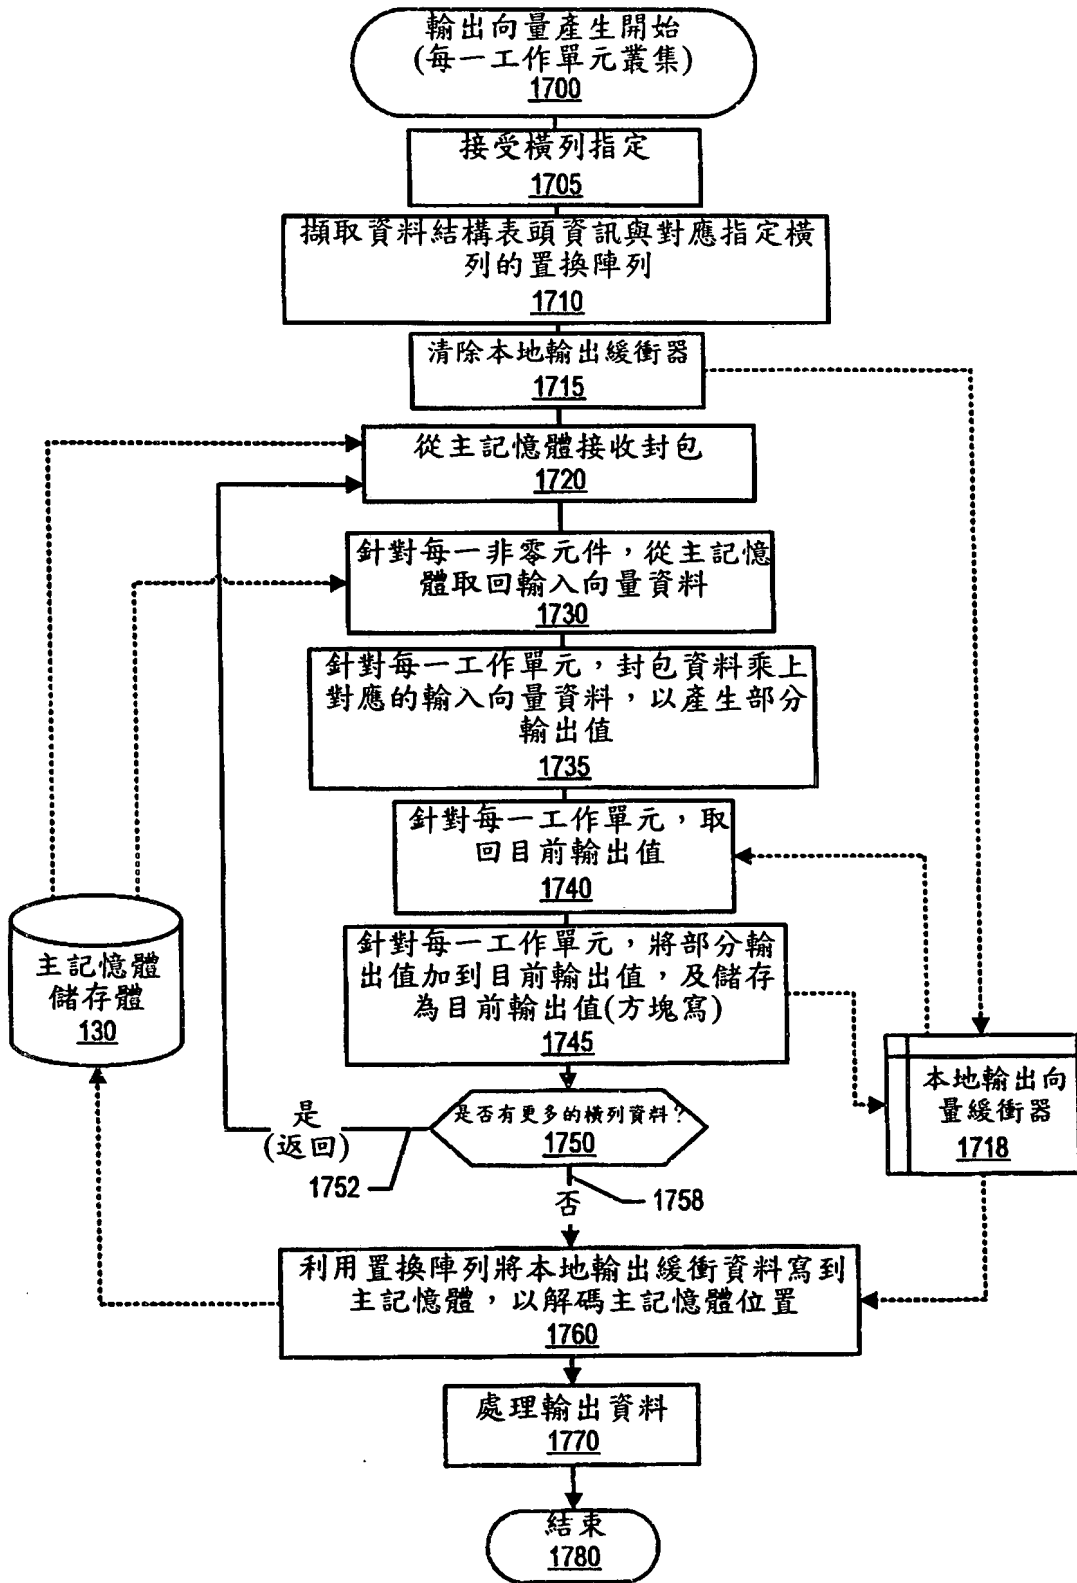 輸出向量產生開始
(每一工作單元叢集)
1700
接受橫列指定
1705
擷取資料結構表頭資訊與對應指定橫
列的置換陣列
1710
清除本地輸出緩衝器
1715
從主記憶體接收封包
1720
針對每一非零元件，從主記憶
體取回輸入向量資料
1730
針對每一工作單元，封包資料乘上
對應的輸入向量資料，以產生部分
輸出值
1735
針對每一工作單元，取
回目前輸出值
1740
主記憶體
儲存體
130
針對每一工作單元，將部分輸
出值加到目前輸出值，及儲存
為目前輸出值(方塊寫)
1745
本地輸出向
量緩衝器
1718
是否有更多的橫列資料？
1750
是
(返回)
1752
1758
否
利用置換陣列將本地輸出緩衝資料寫到
主記憶體，以解碼主記憶體位置
1760
處理輸出資料
1770
結束
1780